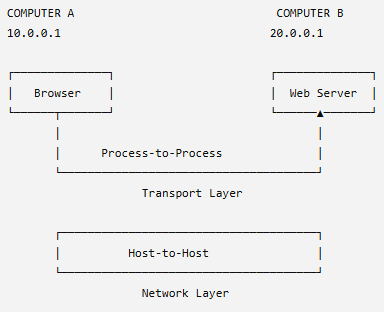 COMPUTER A COMPUTER B
10.0.0.1 20.0.0.1
Browser Web Server
Process-to-Process
Transport Layer
Host-to-Host
Network Layer